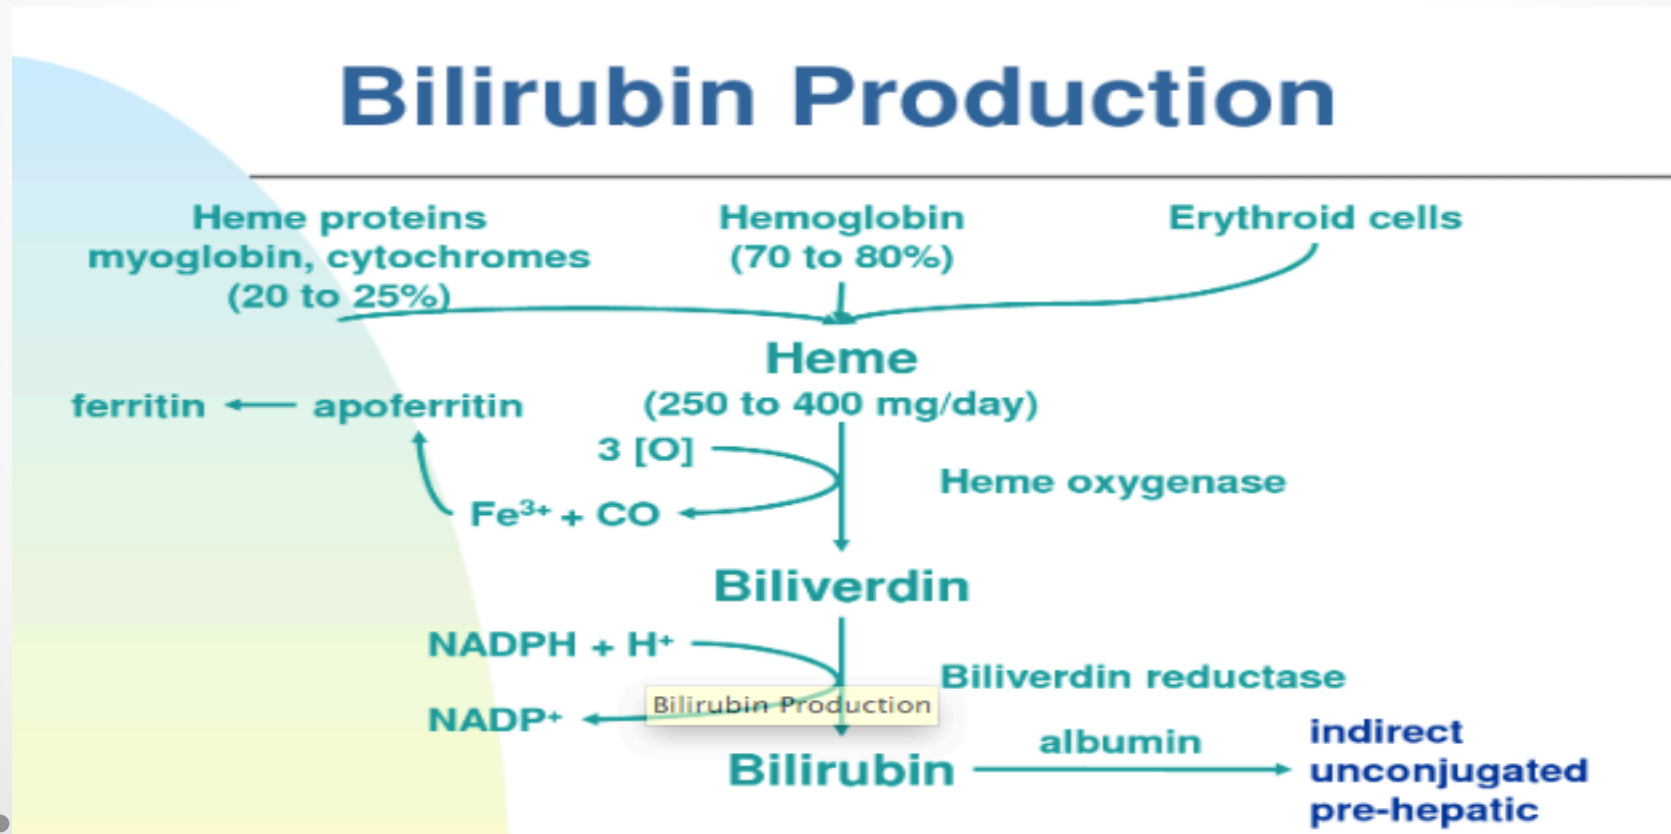 Bilirubin Production
Heme proteins
myoglobin, cytochromes
(20 to 25%)
Hemoglobin
(70 to 80%)
Erythroid cells
Heme
(250 to 400 mg/day)
ferritin
apoferritin
3 [O]
Heme oxygenase
Fe³⁺ + CO
Biliverdin
NADPH + H⁺
Biliverdin reductase
Bilirubin Production
NADP⁺
Bilirubin
albumin
indirect
unconjugated
pre-hepatic